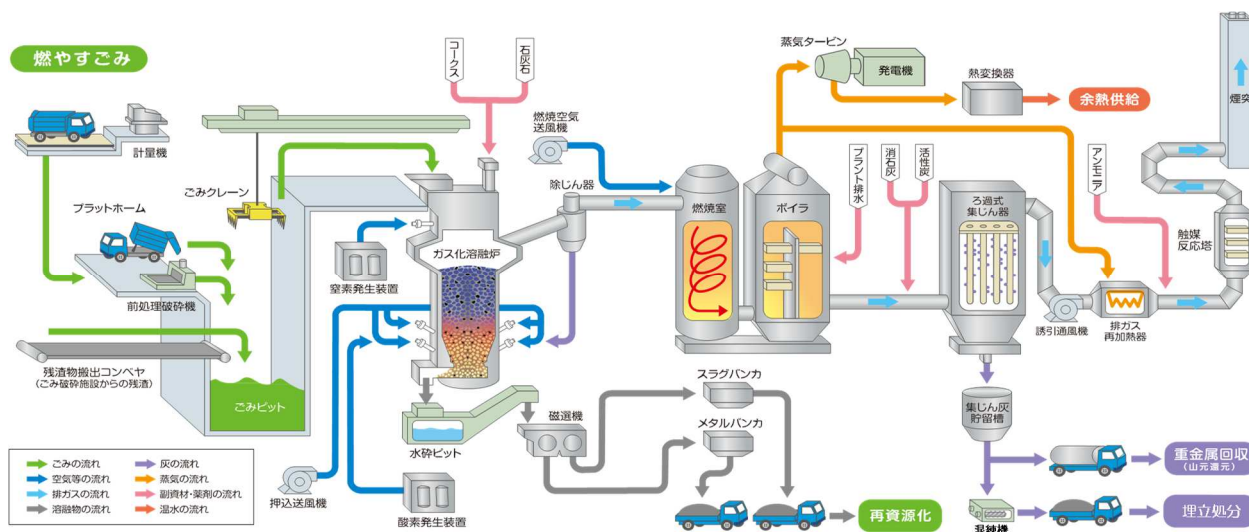 燃やすごみ
計量機
プラットホーム
前処理破砕機
残渣物搬出コンベヤ
(ごみ破砕施設からの残渣)
ごみピット
ごみクレーン
コークス
石灰石
窒素発生装置
ガス化溶融炉
押込送風機
酸素発生装置
水砕ピット
磁選機
スラグバンカ
メタルバンカ
再資源化
除じん器
燃焼空気
送風機
燃焼室
ボイラ
蒸気タービン
発電機
熱変換器
余熱供給
プラント排水
消石灰
活性炭
ろ過式
集じん器
誘引通風機
排ガス
再加熱器
アンモニア
触媒
反応塔
煙突
集じん灰
貯留槽
混練機
重金属回収
(山元還元)
埋立処分
ごみの流れ
空気等の流れ
排ガスの流れ
溶融物の流れ
灰の流れ
蒸気の流れ
副資材・薬剤の流れ
温水の流れ